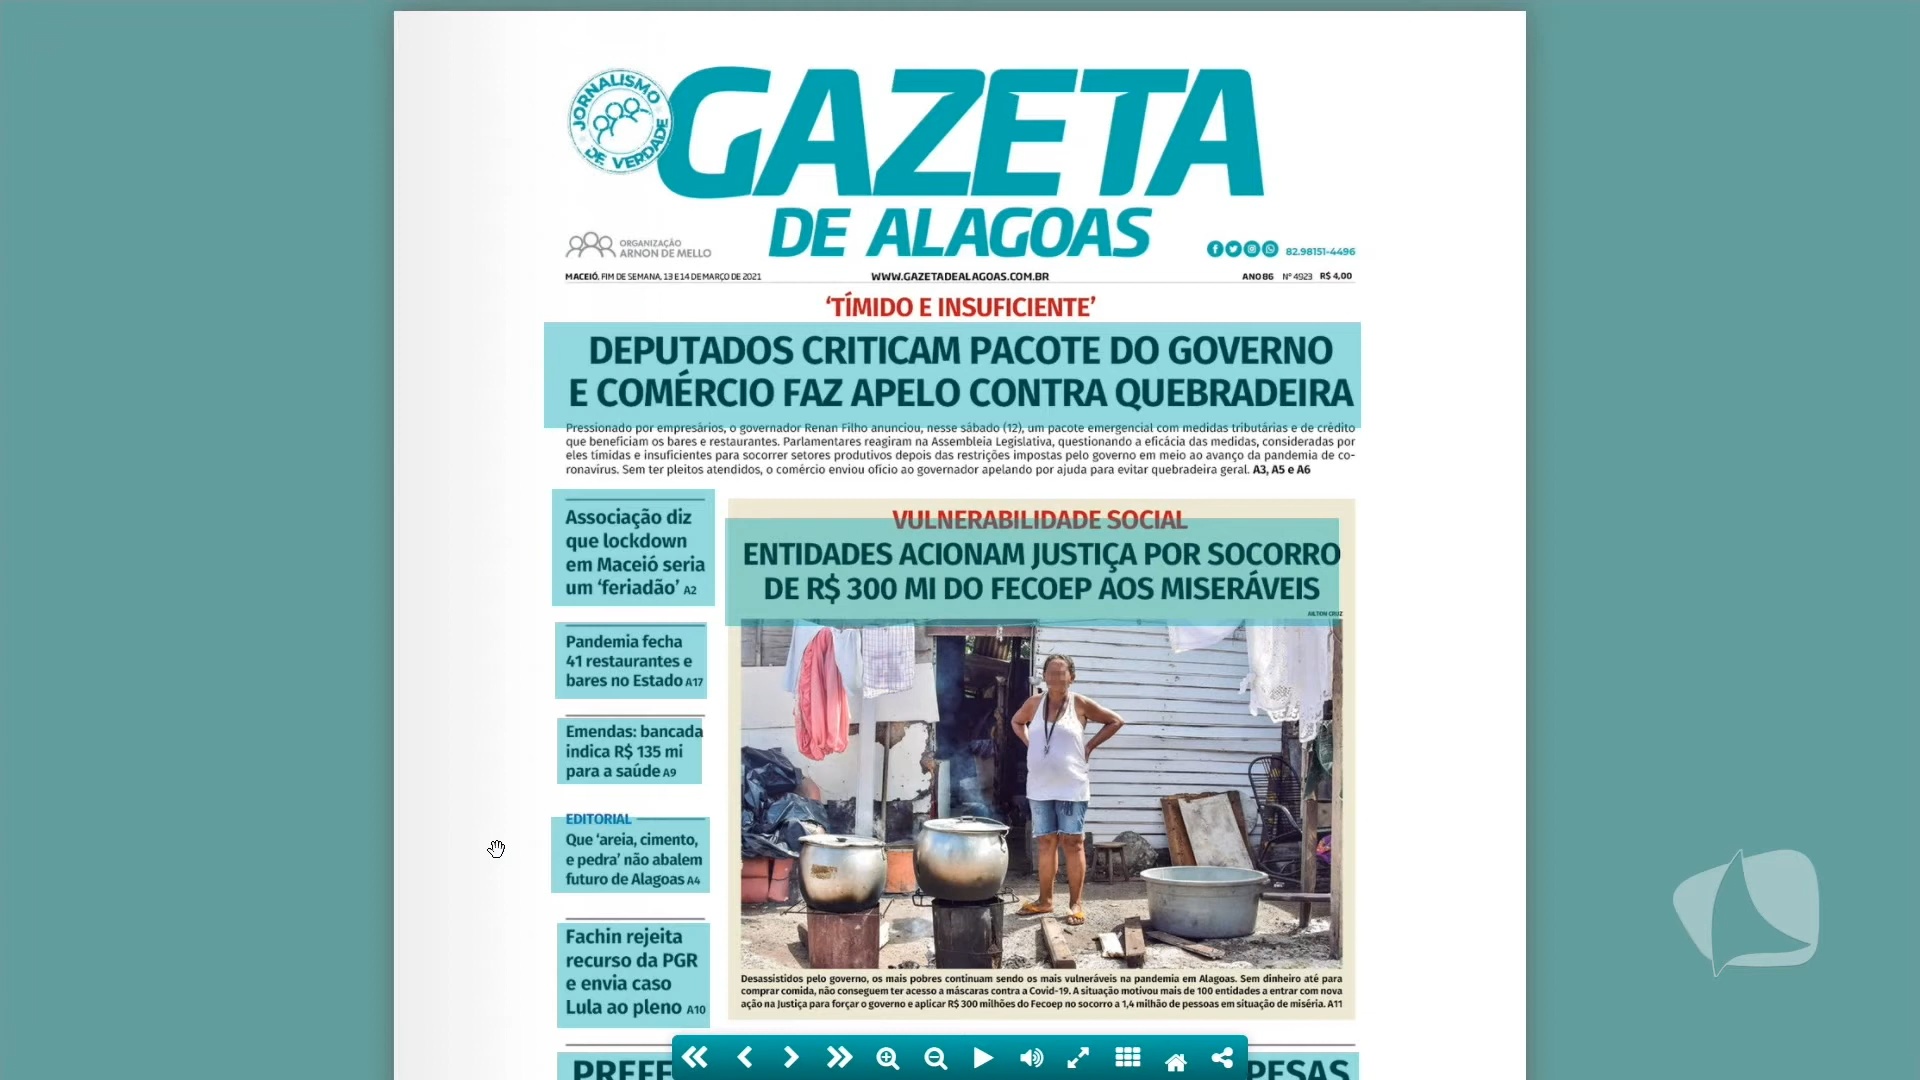 JORNALISMO
DE VERDADE
GAZETA
DE ALAGOAS
ORGANIZAÇÃO
ARNON DE MELLO
82.98151-4496
MACEIÓ, FIM DE SEMANA, 13 E 14 DE MARÇO DE 2021
WWW.GAZETADEALAGOAS.COM.BR
ANO 86 Nº 4923 R$ 4,00
‘TÍMIDO E INSUFICIENTE’
DEPUTADOS CRITICAM PACOTE DO GOVERNO
E COMÉRCIO FAZ APELO CONTRA QUEBRADEIRA
Pressionado por empresários, o governador Renan Filho anunciou, nesse sábado (12), um pacote emergencial com medidas tributárias e de crédito
que beneficiam os bares e restaurantes. Parlamentares reagiram na Assembleia Legislativa, questionando a eficácia das medidas, consideradas por
eles tímidas e insuficientes para socorrer setores produtivos depois das restrições impostas pelo governo em meio ao avanço da pandemia de co-
ronavírus. Sem ter pleitos atendidos, o comércio enviou ofício ao governador apelando por ajuda para evitar quebradeira geral. A3, A5 e A6
Associação diz
que lockdown
em Maceió seria
um ‘feriadão’ A2
Pandemia fecha
41 restaurantes e
bares no Estado A17
Emendas: bancada
indica R$ 135 mi
para a saúde A9
EDITORIAL
Que ‘areia, cimento,
e pedra’ não abalem
futuro de Alagoas A4
Fachin rejeita
recurso da PGR
e envia caso
Lula ao pleno A10
VULNERABILIDADE SOCIAL
ENTIDADES ACIONAM JUSTIÇA POR SOCORRO
DE R$ 300 MI DO FECOEP AOS MISERÁVEIS
AILTON CRUZ
Desassistidos pelo governo, os mais pobres continuam sendo os mais vulneráveis na pandemia em Alagoas. Sem dinheiro até para
comprar comida, não conseguem ter acesso a máscaras contra a Covid-19. A situação motivou mais de 100 entidades a entrar com nova
ação na Justiça para forçar o governo e aplicar R$ 300 milhões do Fecoep no socorro a 1,4 milhão de pessoas em situação de miséria. A11